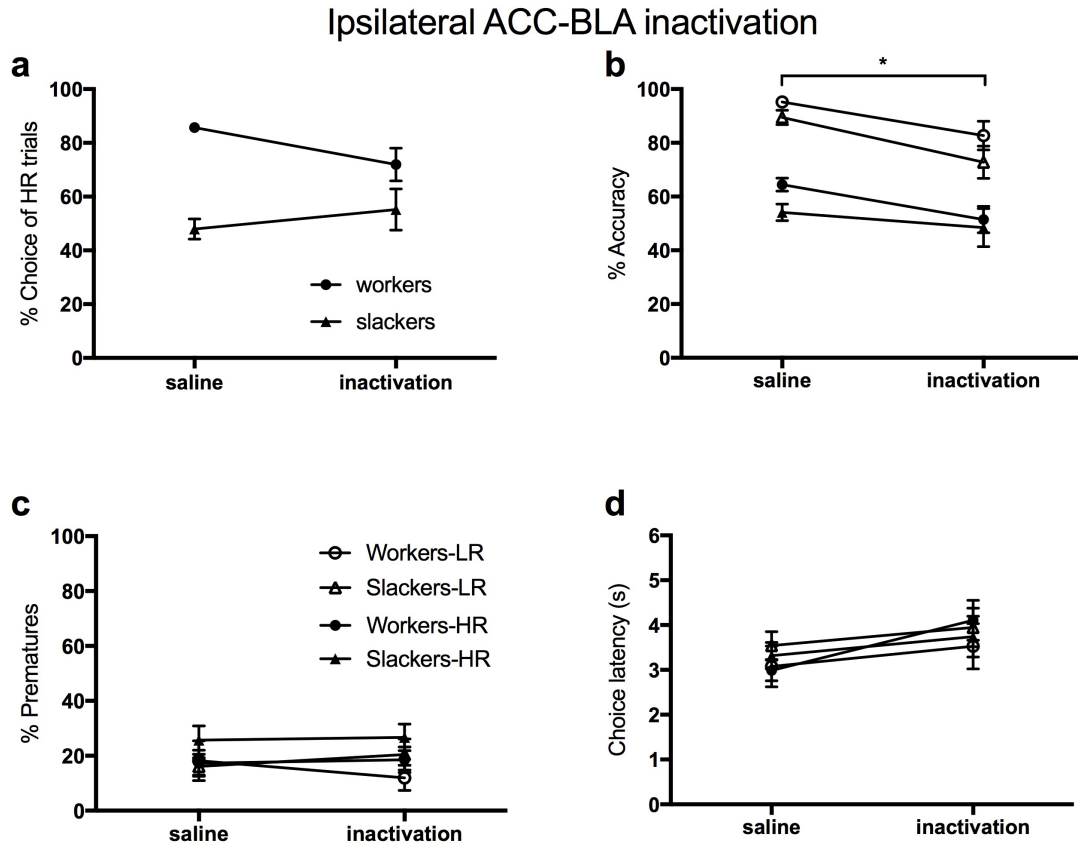 Ipsilateral ACC-BLA inactivation
a
% Choice of HR trials
100
80
60
40
20
0
saline inactivation
workers
slackers
b
*
% Accuracy
100
80
60
40
20
0
saline inactivation
c
% Prematures
100
80
60
40
20
0
saline inactivation
Workers-LR
Slackers-LR
Workers-HR
Slackers-HR
d
Choice latency (s)
6
5
4
3
2
1
0
saline inactivation